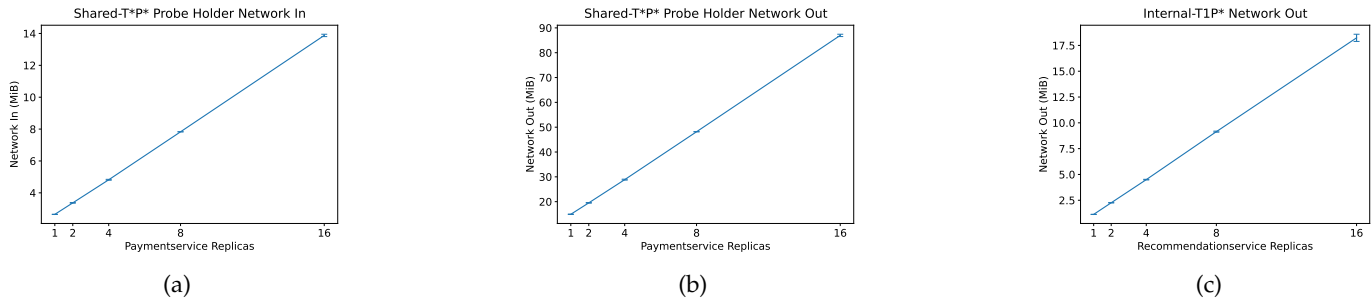 Shared-T*P* Probe Holder Network In
14
12
10
8
6
4
Network In (MiB)
1 2 4 8 16
Paymentservice Replicas
(a)
Shared-T*P* Probe Holder Network Out
90
80
70
60
50
40
30
20
Network Out (MiB)
1 2 4 8 16
Paymentservice Replicas
(b)
Internal-T1P* Network Out
17.5
15.0
12.5
10.0
7.5
5.0
2.5
Network Out (MiB)
1 2 4 8 16
Recommendationservice Replicas
(c)